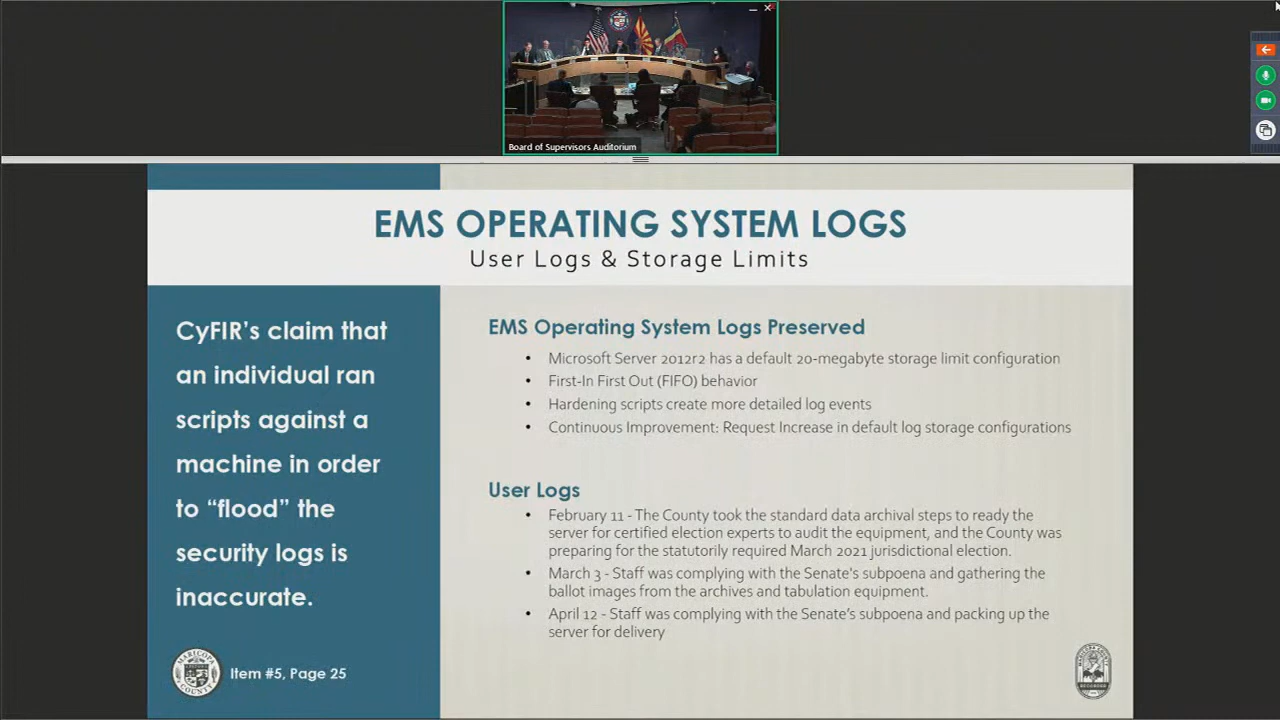 Board of Supervisors Auditorium
EMS OPERATING SYSTEM LOGS
User Logs & Storage Limits
CyFIR's claim that
an individual ran
scripts against a
machine in order
to “flood” the
security logs is
inaccurate.
MARICOPA
COUNTY
Item #5, Page 25
EMS Operating System Logs Preserved
• Microsoft Server 2012r2 has a default 20-megabyte storage limit configuration
• First-In First Out (FIFO) behavior
• Hardening scripts create more detailed log events
• Continuous Improvement: Request Increase in default log storage configurations
User Logs
• February 11 - The County took the standard data archival steps to ready the
server for certified election experts to audit the equipment, and the County was
preparing for the statutorily required March 2021 jurisdictional election.
• March 3 - Staff was complying with the Senate's subpoena and gathering the
ballot images from the archives and tabulation equipment.
• April 12 - Staff was complying with the Senate's subpoena and packing up the
server for delivery